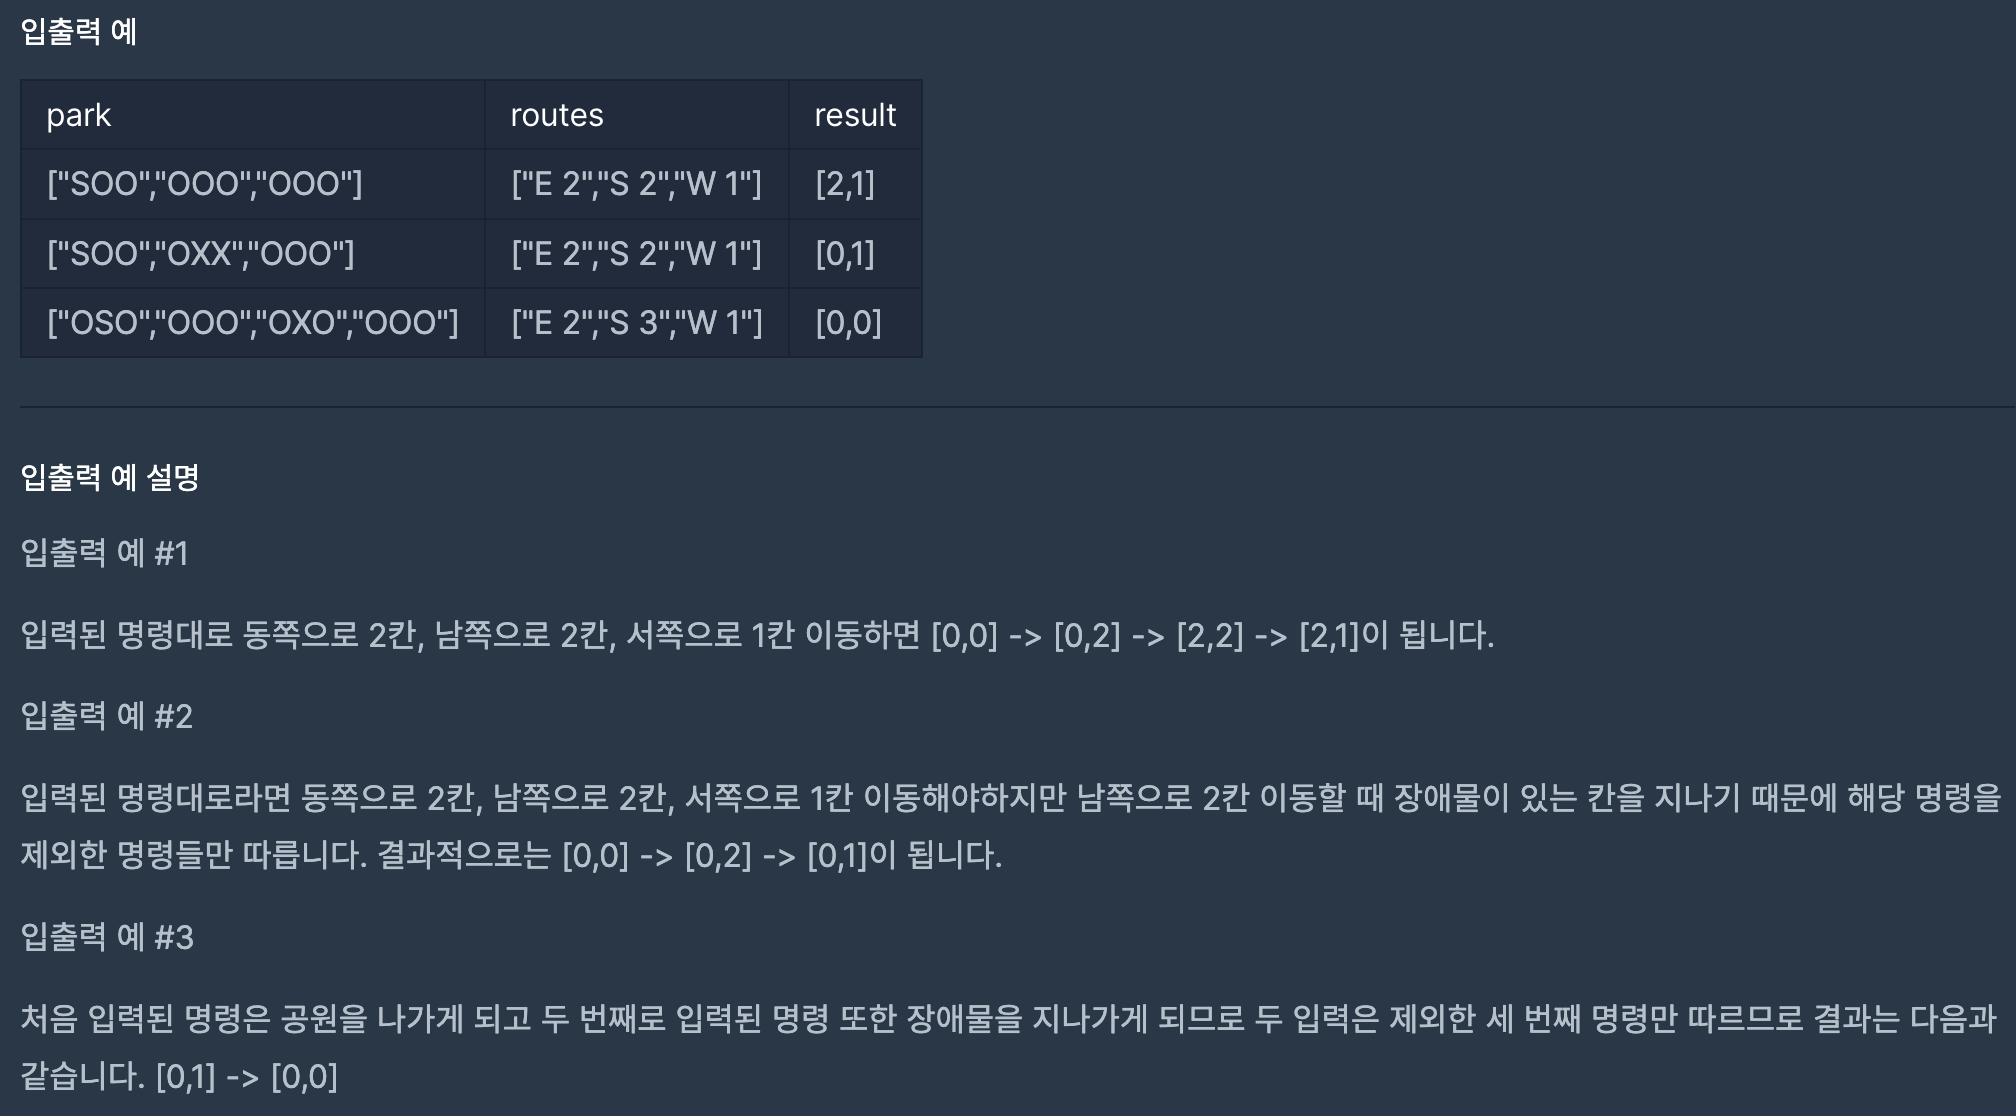 입출력 예
park routes result
["SOO","OOO","OOO"] ["E 2","S 2","W 1"] [2,1]
["SOO","OXX","OOO"] ["E 2","S 2","W 1"] [0,1]
["OSO","OOO","OXO","OOO"] ["E 2","S 3","W 1"] [0,0]
입출력 예 설명
입출력 예 #1
입력된 명령대로 동쪽으로 2칸, 남쪽으로 2칸, 서쪽으로 1칸 이동하면 [0,0] -> [0,2] -> [2,2] -> [2,1]이 됩니다.
입출력 예 #2
입력된 명령대로라면 동쪽으로 2칸, 남쪽으로 2칸, 서쪽으로 1칸 이동해야하지만 남쪽으로 2칸 이동할 때 장애물이 있는 칸을 지나기 때문에 해당 명령을
제외한 명령들만 따릅니다. 결과적으로는 [0,0] -> [0,2] -> [0,1]이 됩니다.
입출력 예 #3
처음 입력된 명령은 공원을 나가게 되고 두 번째로 입력된 명령 또한 장애물을 지나가게 되므로 두 입력은 제외한 세 번째 명령만 따르므로 결과는 다음과
같습니다. [0,1] -> [0,0]